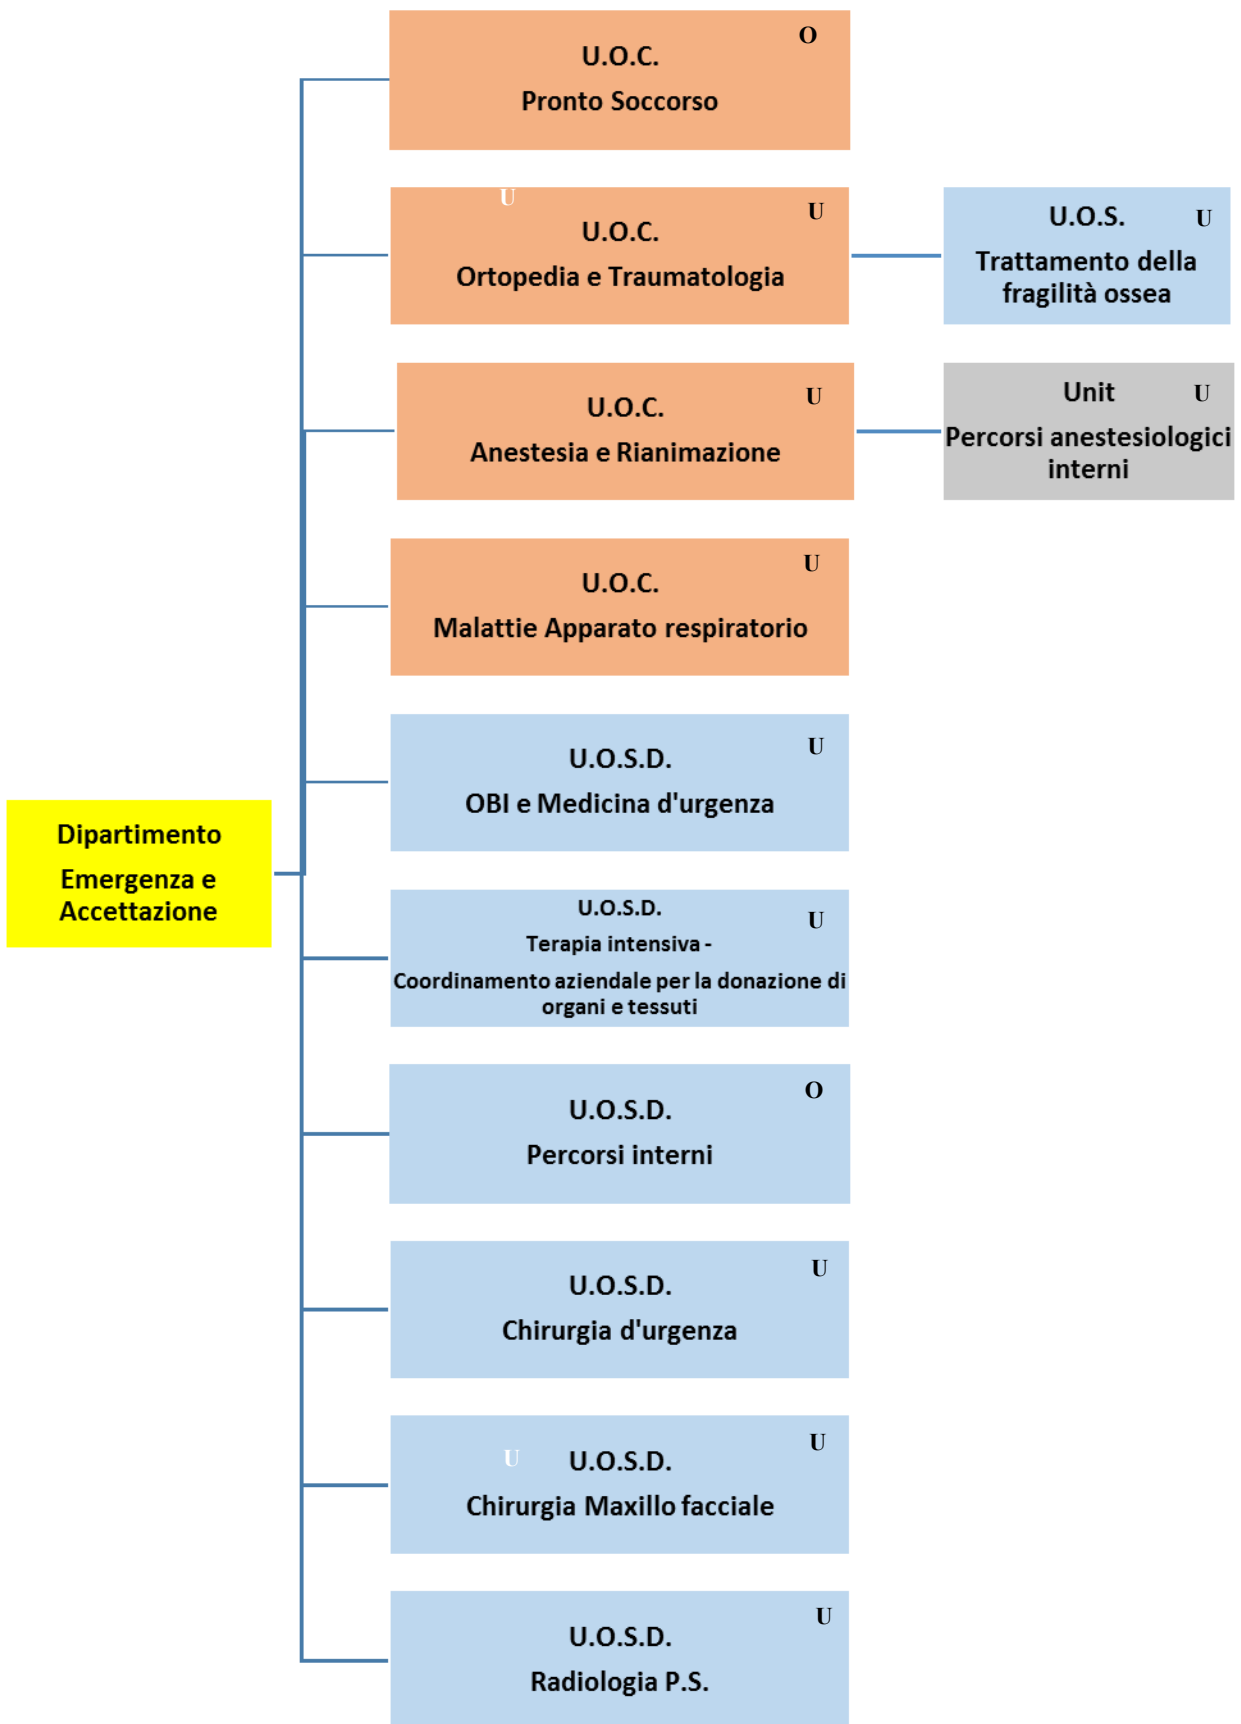 O
U.O.C.
Pronto Soccorso
U
U
U.O.C.
Ortopedia e Traumatologia
U.O.S.
U
Trattamento della
fragilità ossea
U
U.O.C.
Anestesia e Rianimazione
Unit
U
Percorsi anestesiologici
interni
U
U.O.C.
Malattie Apparato respiratorio
U
U.O.S.D.
OBI e Medicina d'urgenza
Dipartimento
Emergenza e
Accettazione
U.O.S.D.
U
Terapia intensiva -
Coordinamento aziendale per la donazione di
organi e tessuti
O
U.O.S.D.
Percorsi interni
U
U.O.S.D.
Chirurgia d'urgenza
U
U
U.O.S.D.
Chirurgia Maxillo facciale
U
U.O.S.D.
Radiologia P.S.